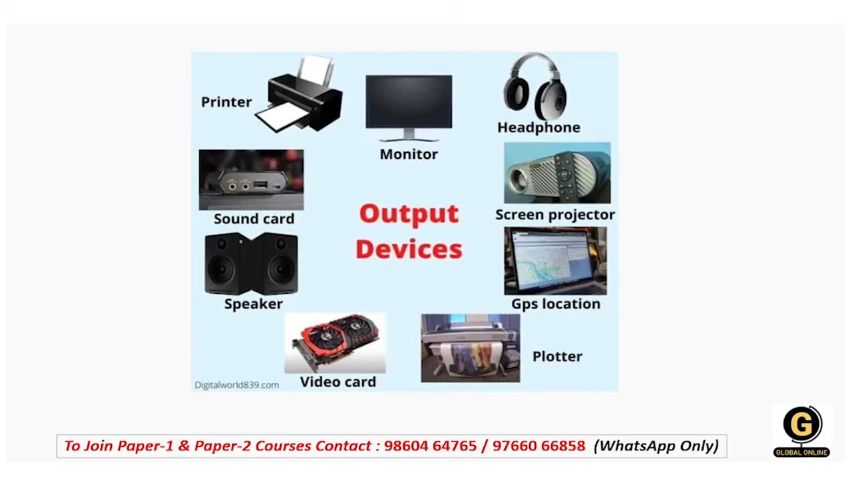 Printer
Monitor
Headphone
Sound card
Output
Devices
Screen projector
Speaker
Gps location
Video card
Plotter
Digitalworld839.com
To Join Paper-1 & Paper-2 Courses Contact : 98604 64765 / 97660 66858 (WhatsApp Only)
G
GLOBAL ONLINE